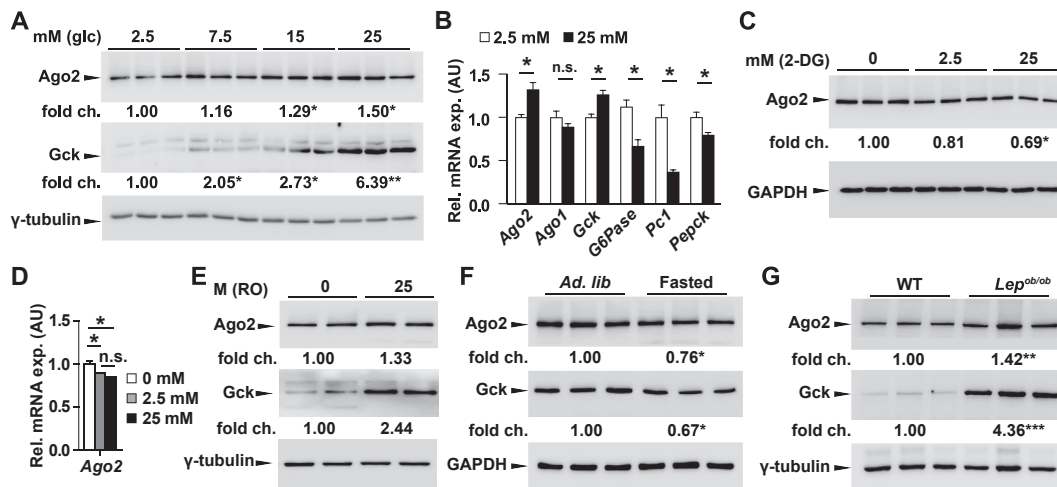 A
mM (glc) 2.5 7.5 15 25
Ago2
fold ch. 1.00 1.16 1.29* 1.50*
Gck
fold ch. 1.00 2.05* 2.73* 6.39**
γ-tubulin
B
2.5 mM 25 mM
Rel. mRNA exp. (AU)
1.5
1.0
0.5
0.0
* n.s. * * * *
Ago2 Ago1 Gck G6Pase Pc1 Pepck
C
mM (2-DG) 0 2.5 25
Ago2
fold ch. 1.00 0.81 0.69*
GAPDH
D
Rel. mRNA exp. (AU)
1.5
1.0
0.5
0.0
*
*
n.s.
0 mM
2.5 mM
25 mM
Ago2
E
M (RO) 0 25
Ago2
fold ch. 1.00 1.33
Gck
fold ch. 1.00 2.44
γ-tubulin
F
Ad. lib Fasted
Ago2
fold ch. 1.00 0.76*
Gck
fold ch. 1.00 0.67*
GAPDH
G
WT Lep^ob/ob
Ago2
fold ch. 1.00 1.42**
Gck
fold ch. 1.00 4.36***
γ-tubulin